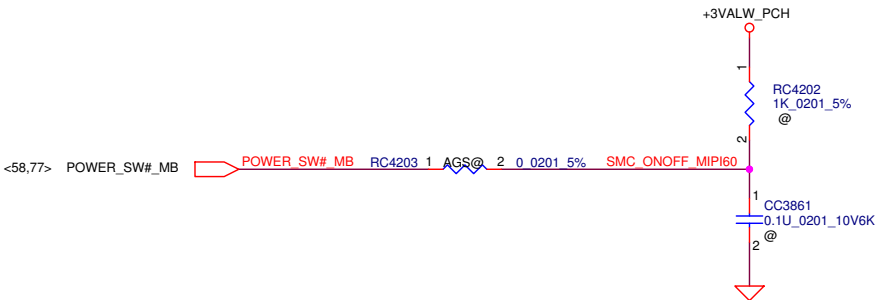 +3VALW_PCH
1
RC4202
1K_0201_5%
@
2
<58,77> POWER_SW#_MB POWER_SW#_MB RC4203 1 AGS@ 2 0_0201_5% SMC_ONOFF_MIPI60
1
CC3861
0.1U_0201_10V6K
@
2